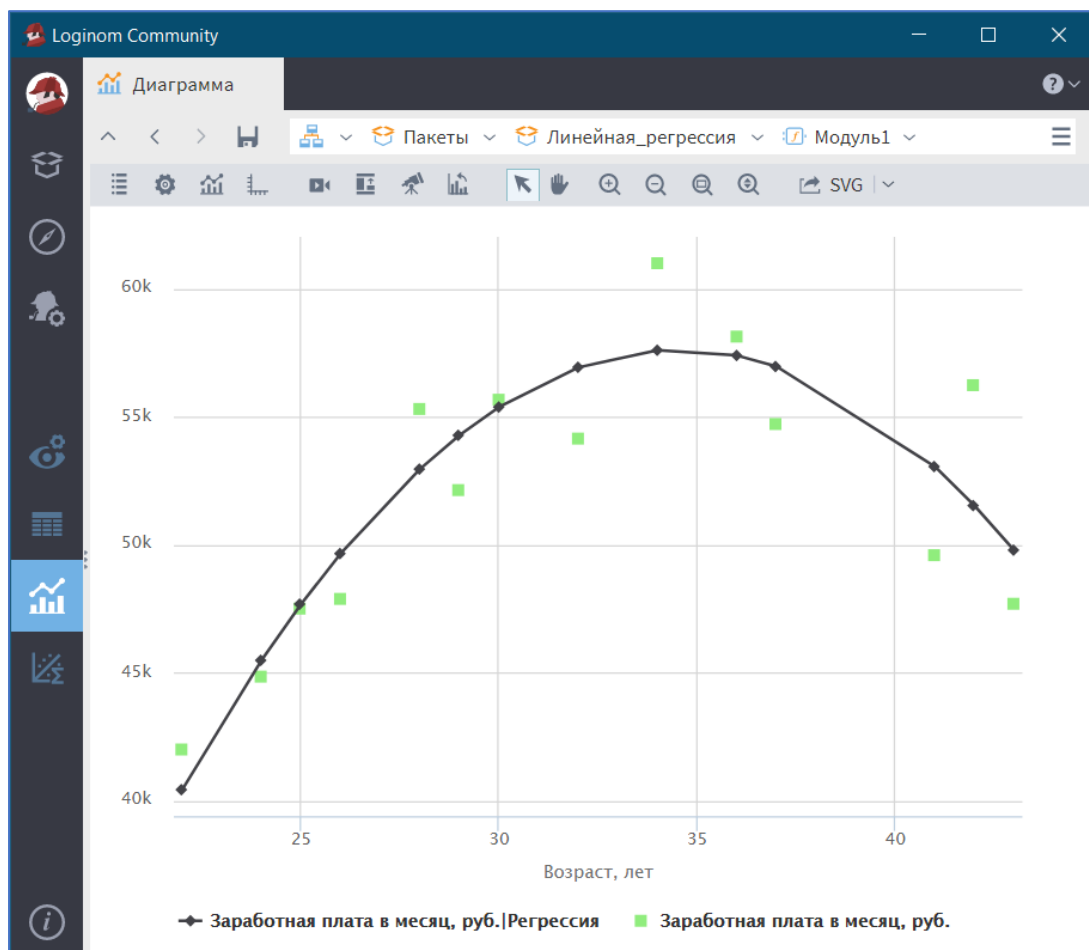 Loginom Community
Диаграмма
Пакеты Линейная_регрессия Модуль1
SVG
60k
55k
50k
45k
40k
25 30 35 40
Возраст, лет
Заработная плата в месяц, руб.|Регрессия Заработная плата в месяц, руб.